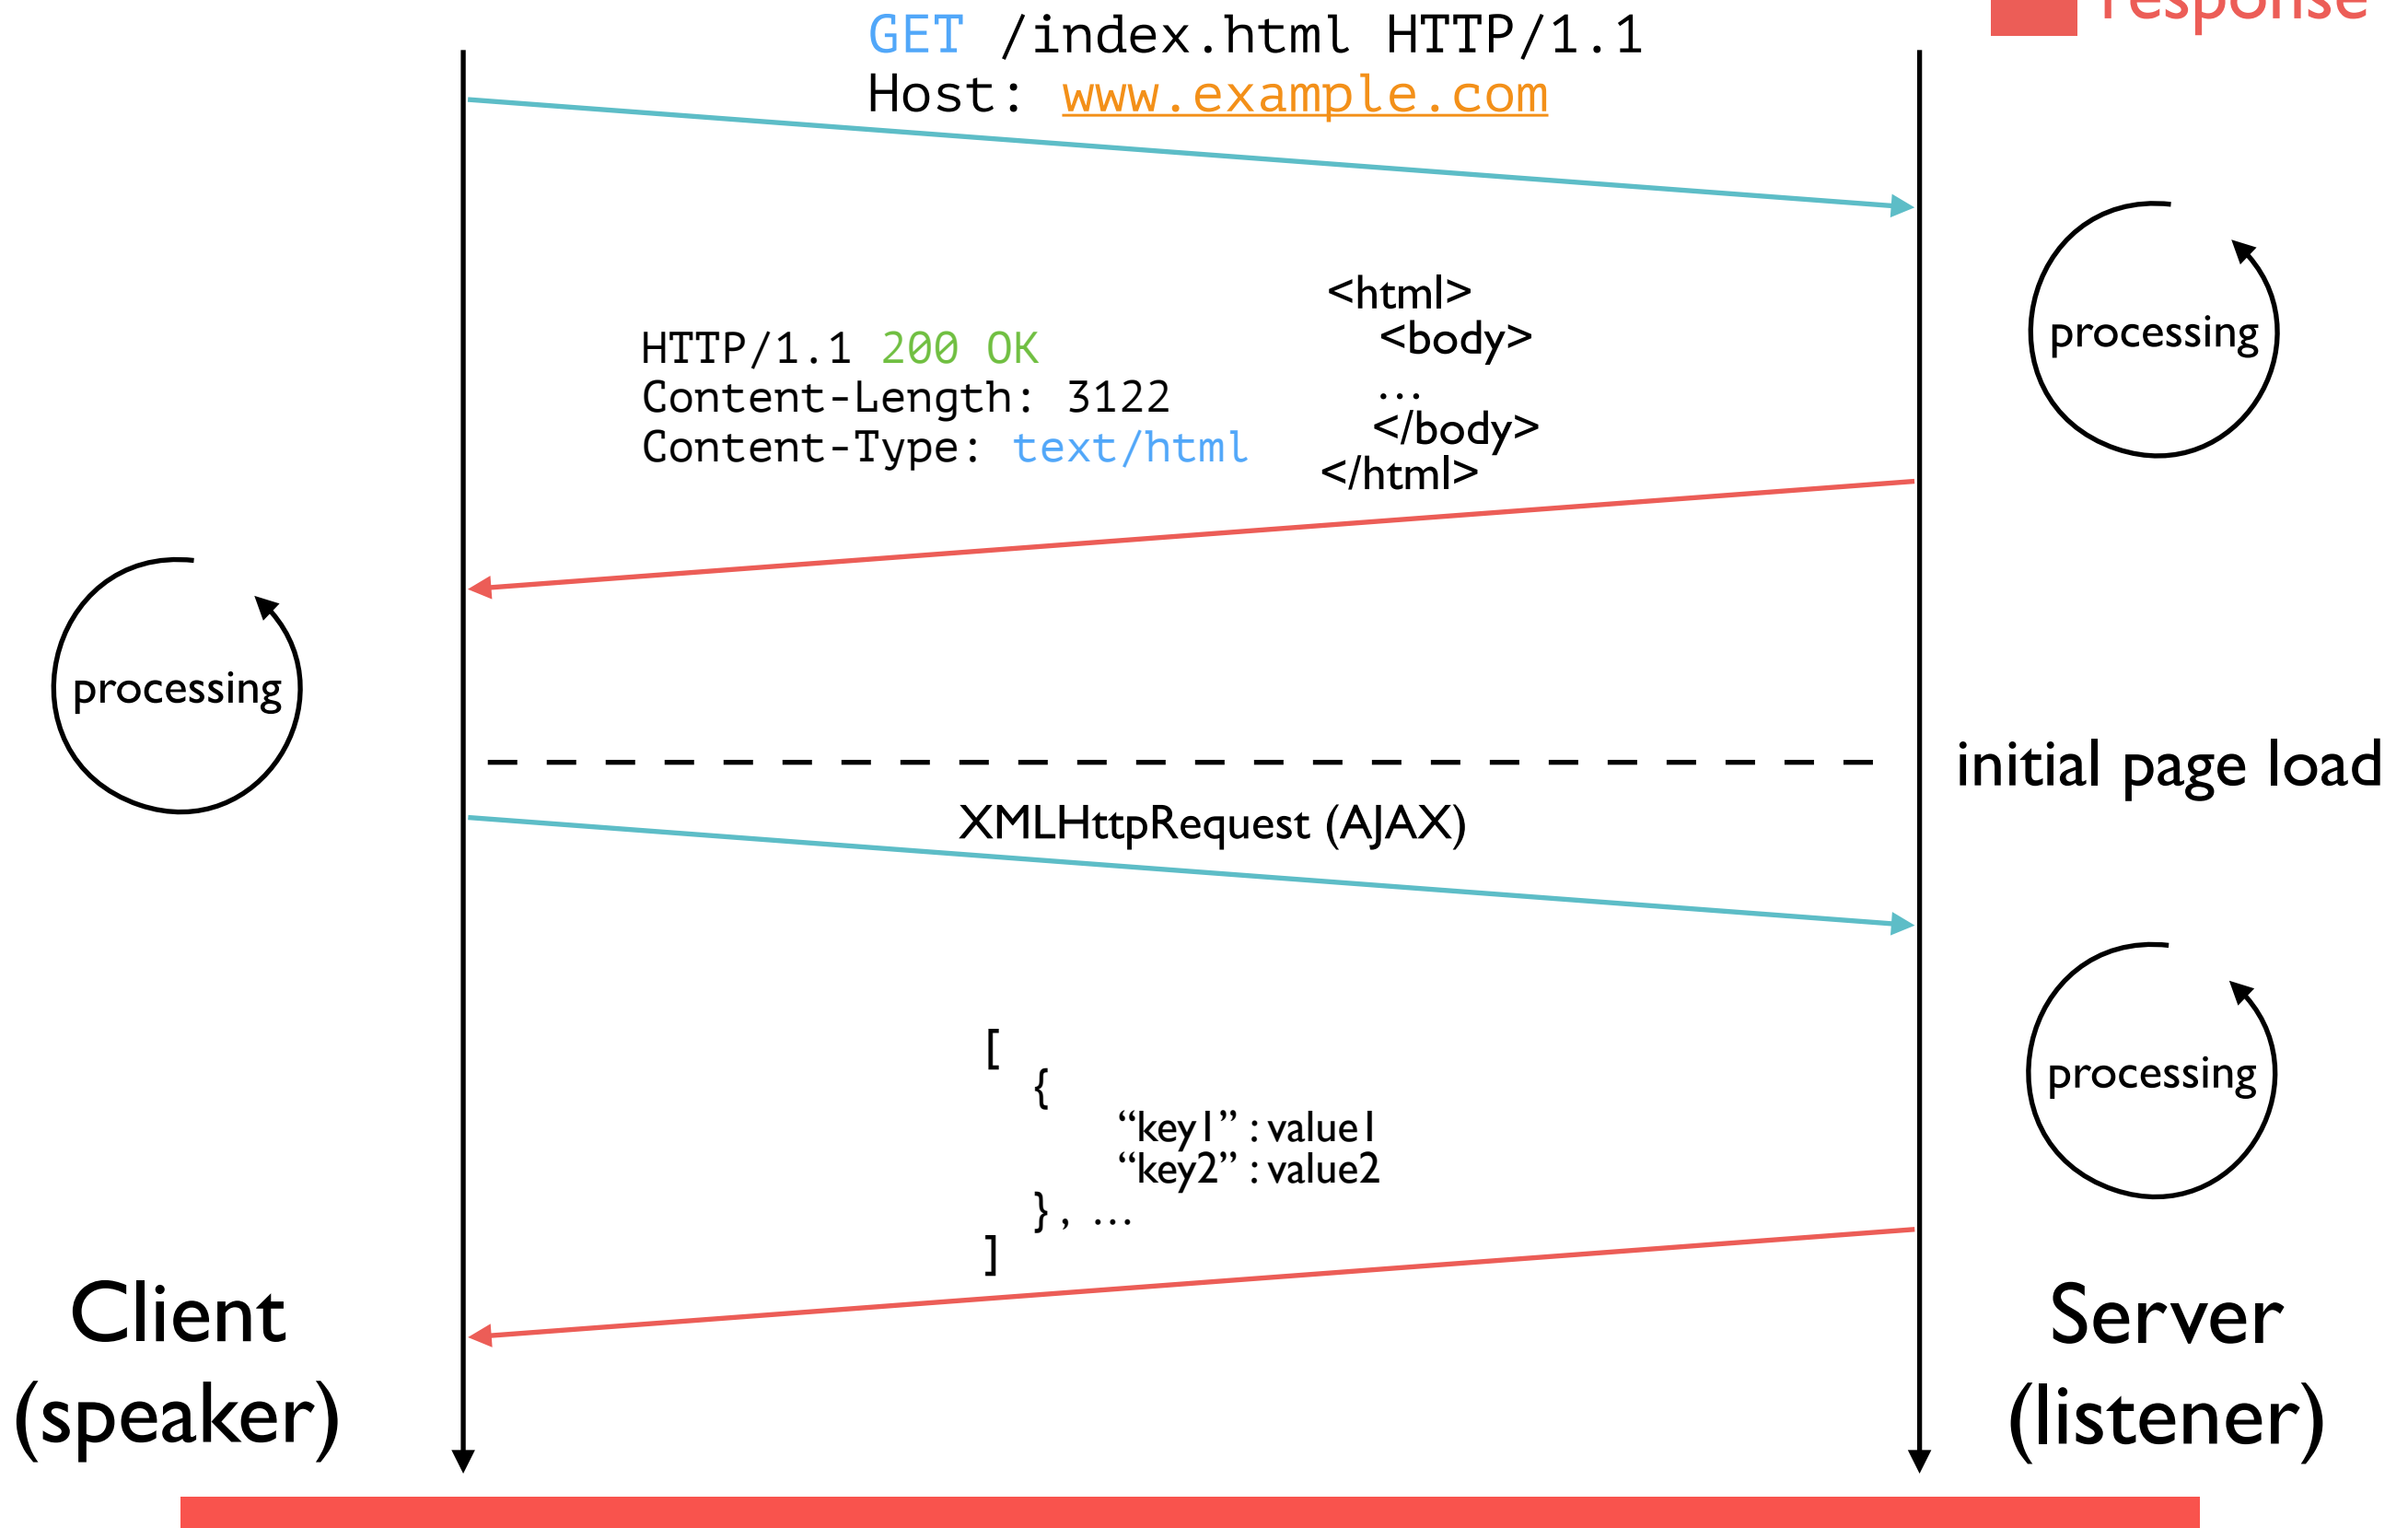 response
GET /index.html HTTP/1.1
Host: www.example.com
<html>
<body>
...
</body>
</html>
HTTP/1.1 200 OK
Content-Length: 3122
Content-Type: text/html
processing
processing
initial page load
XMLHttpRequest (AJAX)
[
{
“key1” : value1
“key2” : value2
}, ...
]
processing
Client
(speaker)
Server
(listener)